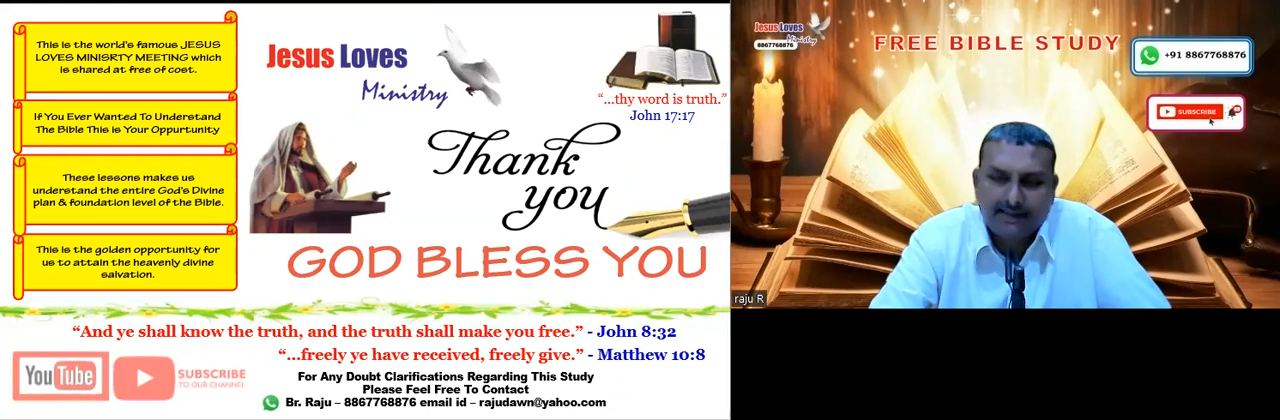 This is the world's famous JESUS
LOVES MINISRTY MEETING which
is shared at free of cost.
If You Ever Wanted To Understand
The Bible This is Your Oppurtunity
These lessons makes us
understand the entire God's Divine
plan & foundation level of the Bible.
This is the golden opportunity for
us to attain the heavenly divine
salvation.
Jesus Loves
Ministry
"...thy word is truth."
John 17:17
Thank
you
GOD BLESS YOU
"And ye shall know the truth, and the truth shall make you free." - John 8:32
"...freely ye have received, freely give." - Matthew 10:8
YouTube
SUBSCRIBE
TO OUR CHANNEL
For Any Doubt Clarifications Regarding This Study
Please Feel Free To Contact
Br. Raju – 8867768876 email id – rajudawn@yahoo.com
Jesus Loves
Ministry
8867768876
FREE BIBLE STUDY
+91 8867768876
SUBSCRIBE
raju R